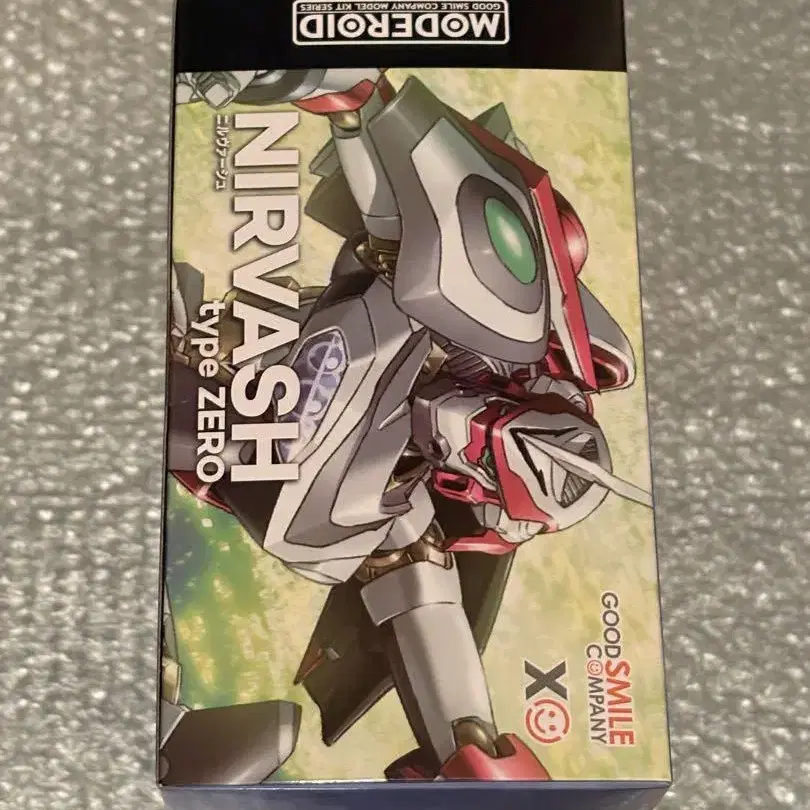 MODEROID
GOOD SMILE COMPANY MODEL KIT SERIES
NIRVASH
ニルヴァーシュ
type ZERO
GOOD SMILE
COMPANY
X